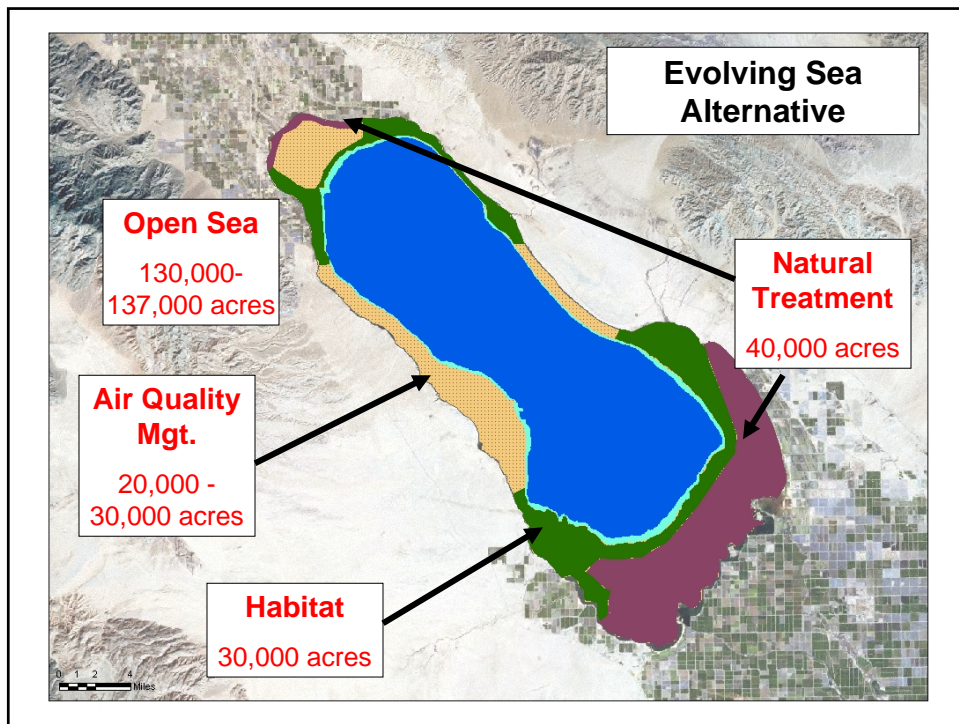 Evolving Sea
Alternative
Open Sea
130,000-
137,000 acres
Natural
Treatment
40,000 acres
Air Quality
Mgt.
20,000 -
30,000 acres
Habitat
30,000 acres
0 1 2 4
Miles